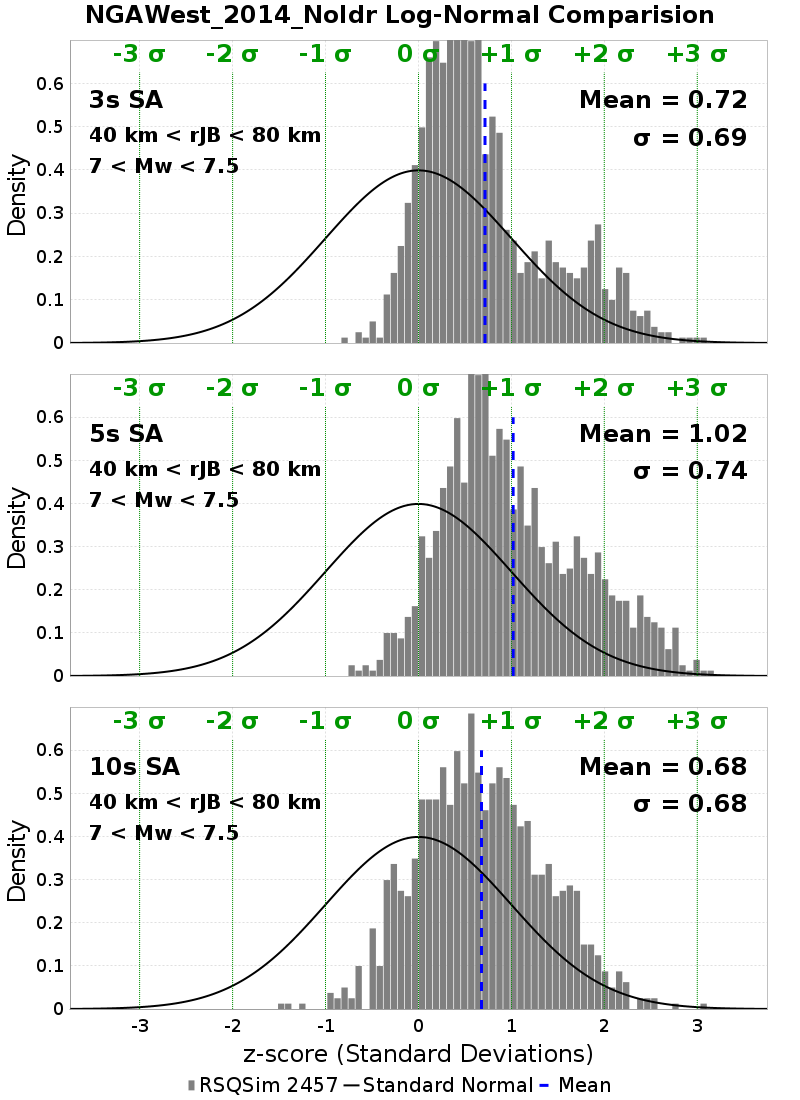 NGAWest_2014_NoIdr Log-Normal Comparision
-3 σ -2 σ -1 σ 0 σ +1 σ +2 σ +3 σ
0.6
3s SA Mean = 0.72
0.5
40 km < rJB < 80 km σ = 0.69
0.4
7 < Mw < 7.5
0.3
Density
0.2
0.1
0
-3 σ -2 σ -1 σ 0 σ +1 σ +2 σ +3 σ
0.6
5s SA Mean = 1.02
0.5
40 km < rJB < 80 km σ = 0.74
0.4
7 < Mw < 7.5
0.3
Density
0.2
0.1
0
-3 σ -2 σ -1 σ 0 σ +1 σ +2 σ +3 σ
0.6
10s SA Mean = 0.68
0.5
40 km < rJB < 80 km σ = 0.68
0.4
7 < Mw < 7.5
0.3
Density
0.2
0.1
0
-3 -2 -1 0 1 2 3
z-score (Standard Deviations)
RSQSim 2457 Standard Normal Mean